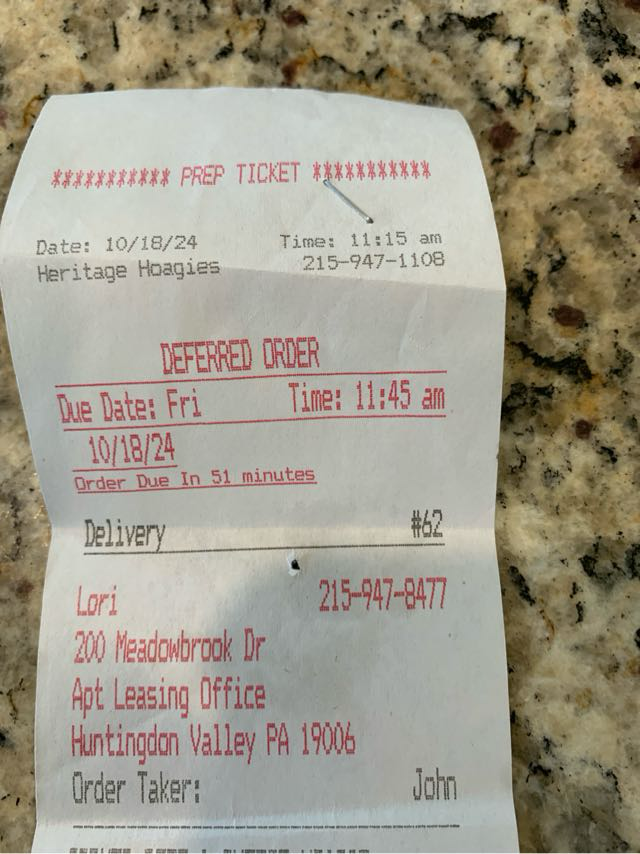 *********** PREP TICKET ***********
Date: 10/18/24 Time: 11:15 am
Heritage Hoagies 215-947-1108
DEFERRED ORDER
Due Date: Fri Time: 11:45 am
10/18/24
Order Due In 51 minutes
Delivery #62
Lori 215-947-8477
200 Meadowbrook Dr
Apt Leasing Office
Huntingdon Valley PA 19006
Order Taker: John